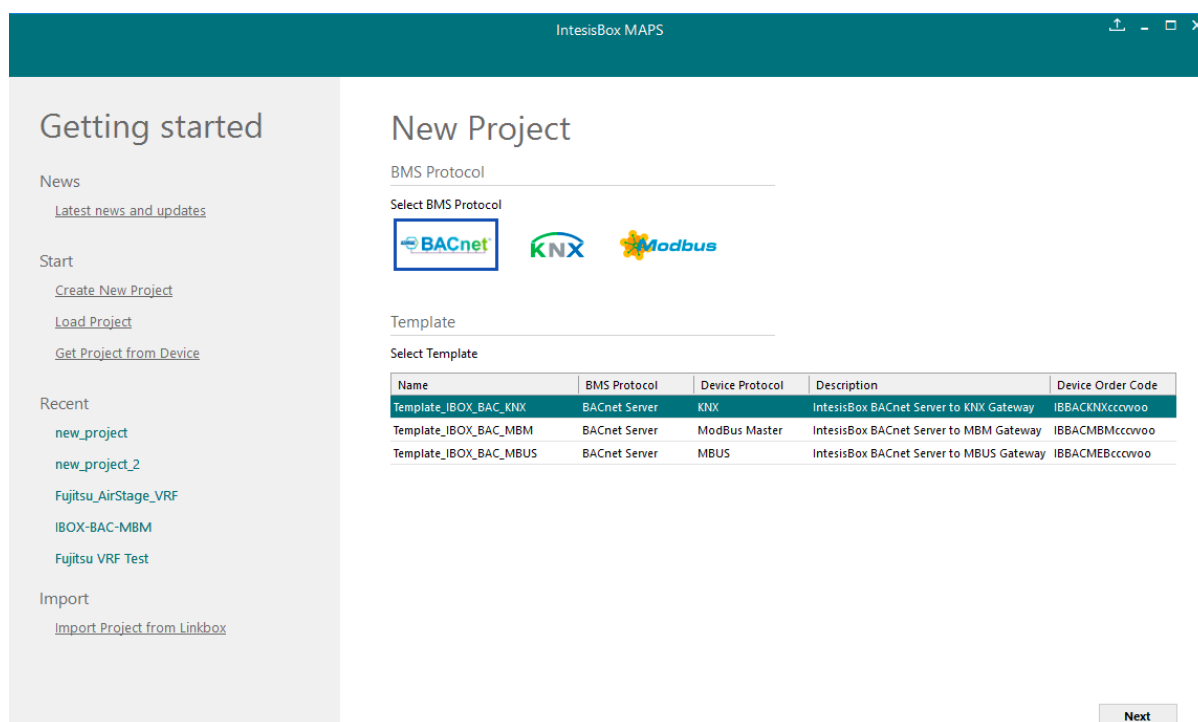 IntesisBox MAPS
Getting started
News
Latest news and updates
Start
Create New Project
Load Project
Get Project from Device
Recent
new_project
new_project_2
Fujitsu_AirStage_VRF
IBOX-BAC-MBM
Fujitsu VRF Test
Import
Import Project from Linkbox
New Project
BMS Protocol
Select BMS Protocol
BACnet KNX Modbus
Template
Select Template
Name BMS Protocol Device Protocol Description Device Order Code
Template_IBOX_BAC_KNX BACnet Server KNX IntesisBox BACnet Server to KNX Gateway IBBACKNXcccvvoo
Template_IBOX_BAC_MBM BACnet Server ModBus Master IntesisBox BACnet Server to MBM Gateway IBBACMBMcccvvoo
Template_IBOX_BAC_MBUS BACnet Server MBUS IntesisBox BACnet Server to MBUS Gateway IBBACMEBcccvvoo
Next